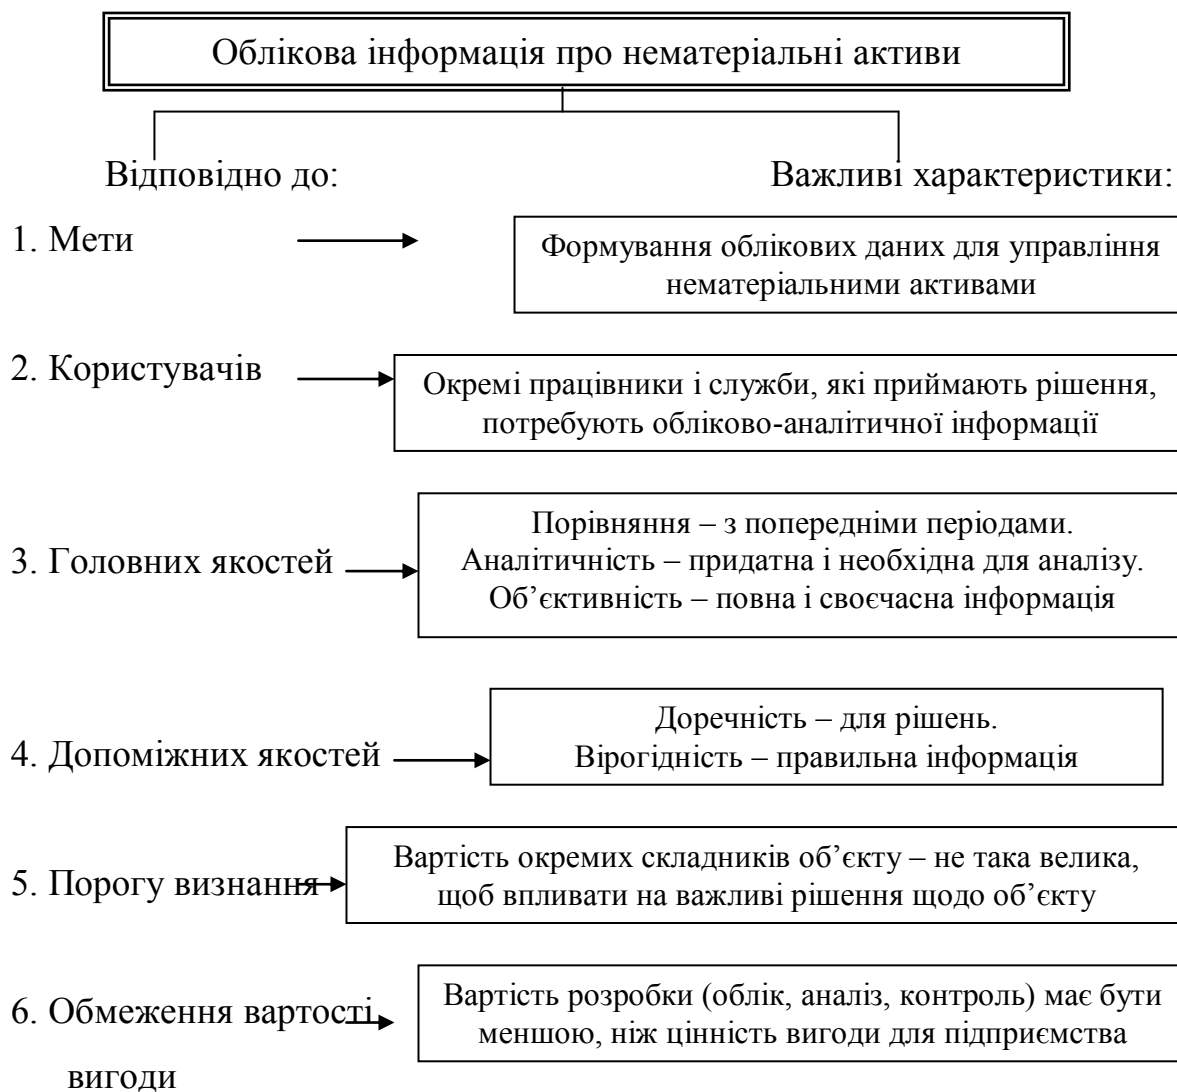 Облікова інформація про нематеріальні активи
Відповідно до:
Важливі характеристики:
1. Мети
Формування облікових даних для управління
нематеріальними активами
2. Користувачів
Окремі працівники і служби, які приймають рішення,
потребують обліково-аналітичної інформації
3. Головних якостей
Порівняння – з попередніми періодами.
Аналітичність – придатна і необхідна для аналізу.
Об’єктивність – повна і своєчасна інформація
4. Допоміжних якостей
Доречність – для рішень.
Вірогідність – правильна інформація
5. Порогу визнання
Вартість окремих складників об’єкту – не така велика,
щоб впливати на важливі рішення щодо об’єкту
6. Обмеження вартості
вигоди
Вартість розробки (облік, аналіз, контроль) має бути
меншою, ніж цінність вигоди для підприємства